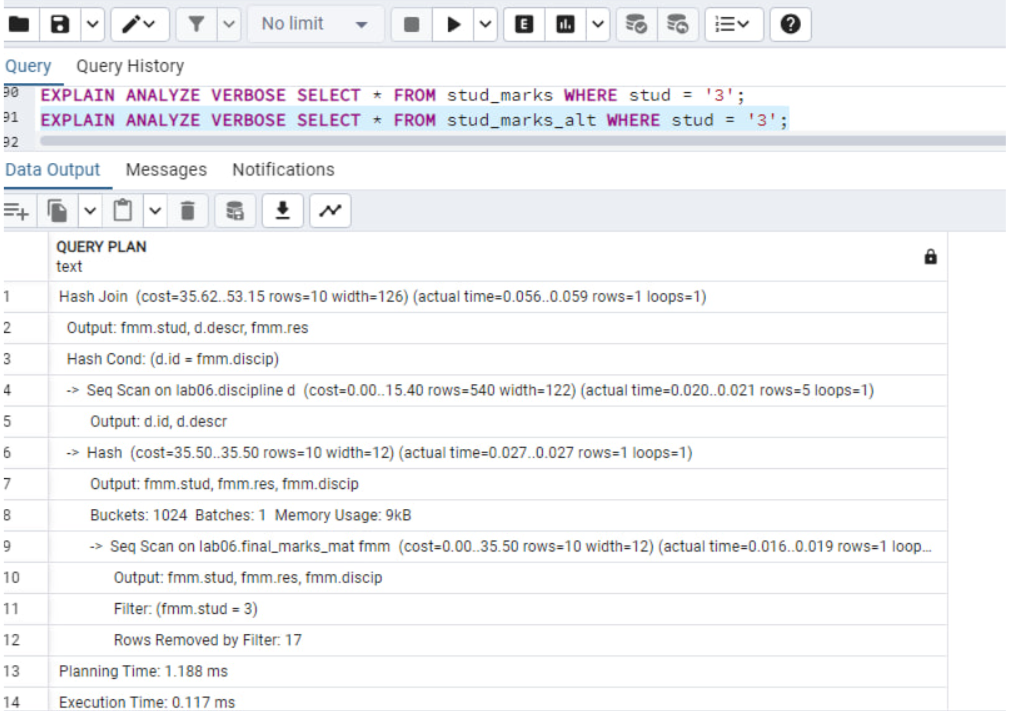 No limit
E
Query Query History
90 EXPLAIN ANALYZE VERBOSE SELECT * FROM stud_marks WHERE stud = '3';
91 EXPLAIN ANALYZE VERBOSE SELECT * FROM stud_marks_alt WHERE stud = '3';
92
Data Output Messages Notifications
QUERY PLAN
text
1 Hash Join (cost=35.62..53.15 rows=10 width=126) (actual time=0.056..0.059 rows=1 loops=1)
2 Output: fmm.stud, d.descr, fmm.res
3 Hash Cond: (d.id = fmm.discip)
4 -> Seq Scan on lab06.discipline d (cost=0.00..15.40 rows=540 width=122) (actual time=0.020..0.021 rows=5 loops=1)
5 Output: d.id, d.descr
6 -> Hash (cost=35.50..35.50 rows=10 width=12) (actual time=0.027..0.027 rows=1 loops=1)
7 Output: fmm.stud, fmm.res, fmm.discip
8 Buckets: 1024 Batches: 1 Memory Usage: 9kB
9 -> Seq Scan on lab06.final_marks_mat fmm (cost=0.00..35.50 rows=10 width=12) (actual time=0.016..0.019 rows=1 loop...
10 Output: fmm.stud, fmm.res, fmm.discip
11 Filter: (fmm.stud = 3)
12 Rows Removed by Filter: 17
13 Planning Time: 1.188 ms
14 Execution Time: 0.117 ms